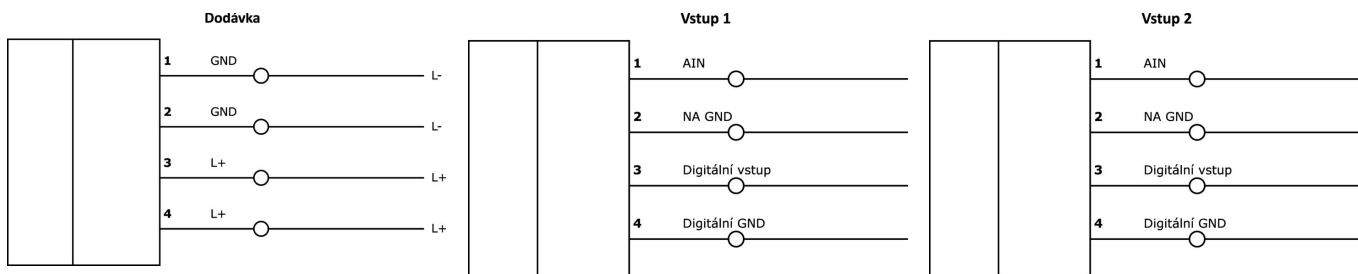 Dodávka
1 GND L-
2 GND L-
3 L+ L+
4 L+ L+
Vstup 1
1 AIN
2 NA GND
3 Digitální vstup
4 Digitální GND
Vstup 2
1 AIN
2 NA GND
3 Digitální vstup
4 Digitální GND